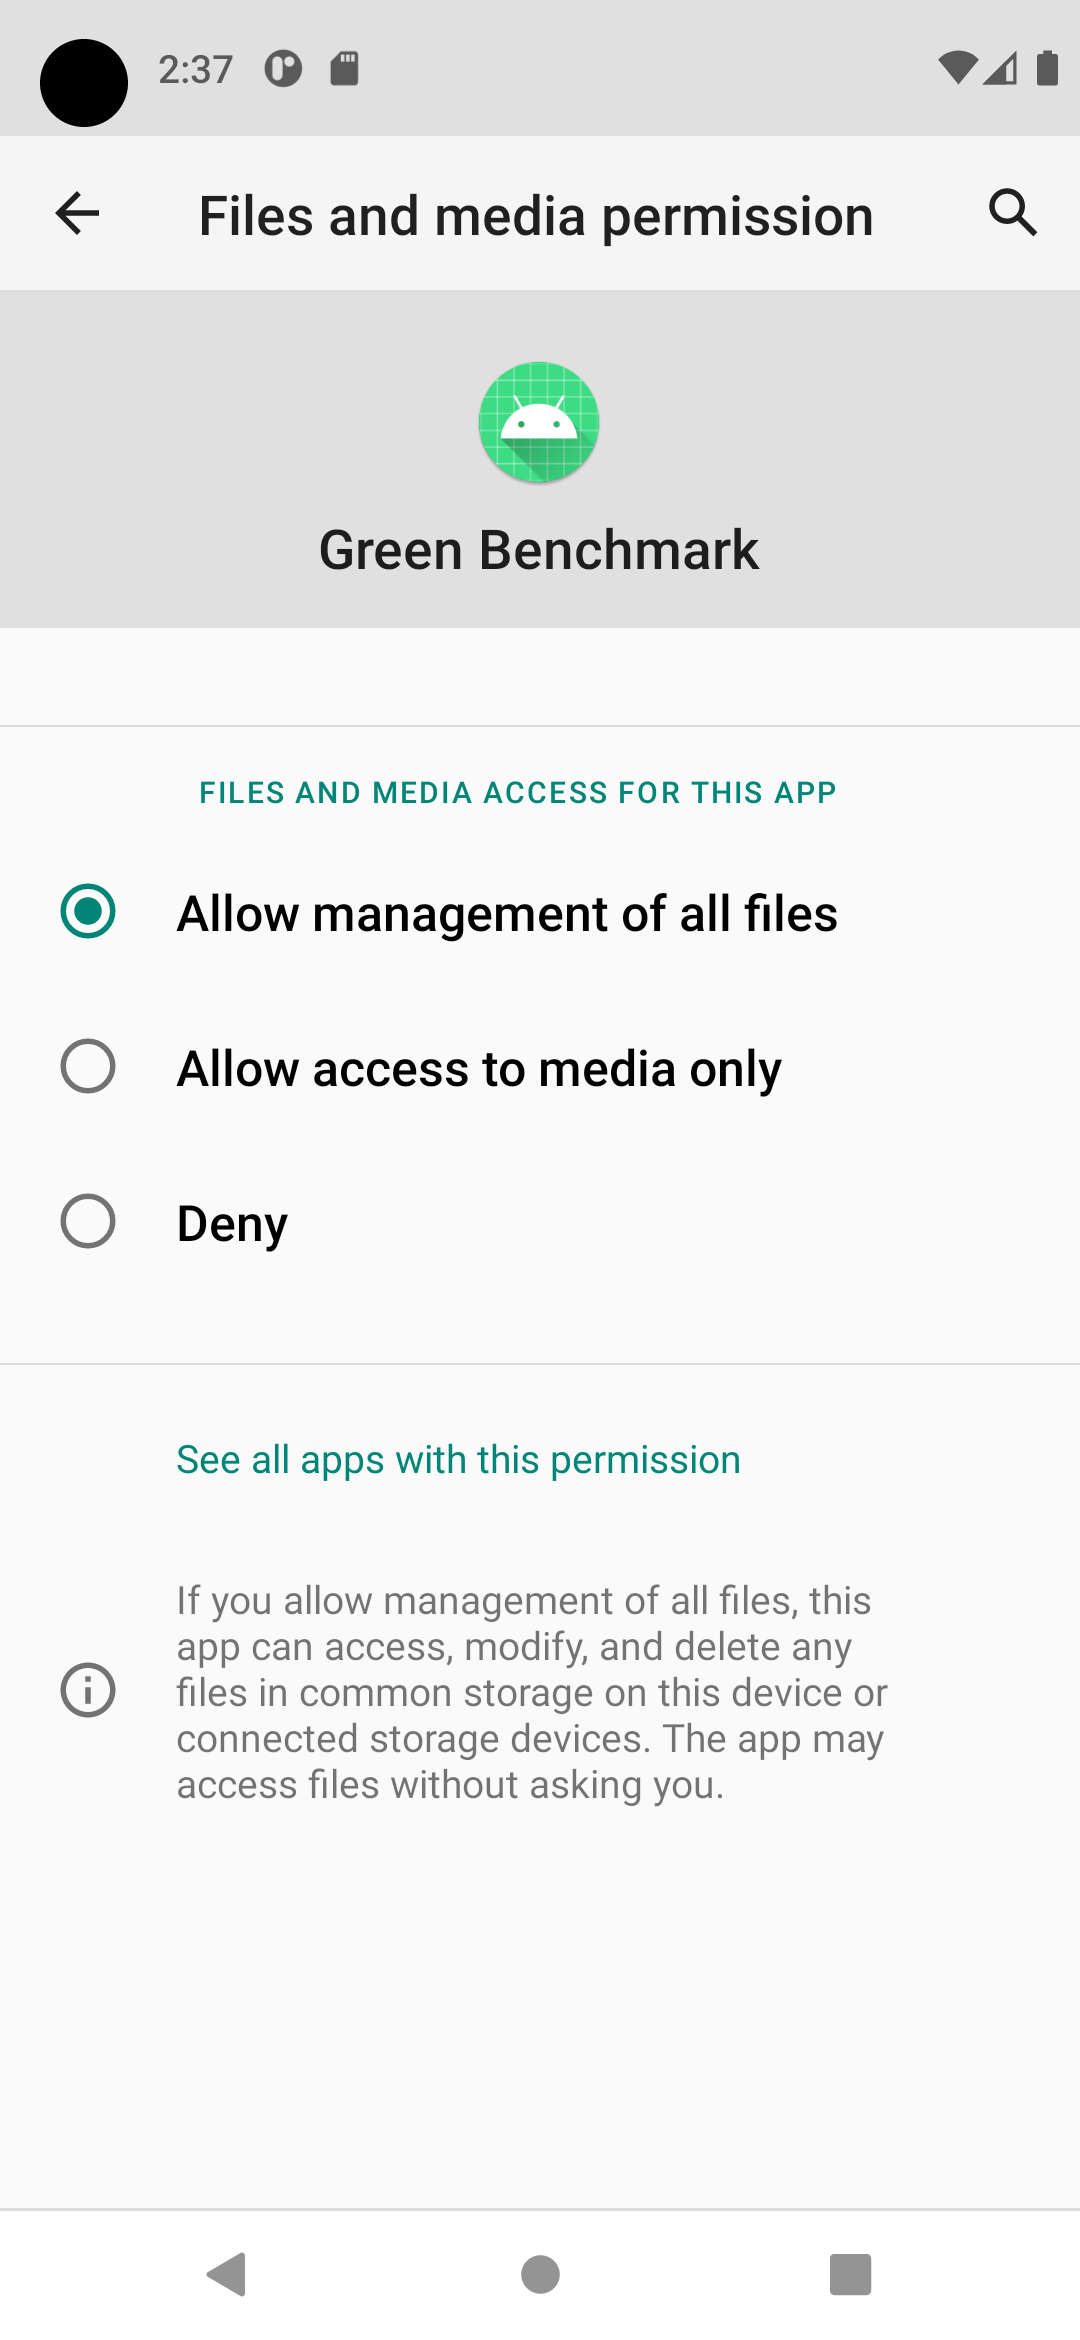 2:37
Files and media permission
Green Benchmark
FILES AND MEDIA ACCESS FOR THIS APP
Allow management of all files
Allow access to media only
Deny
See all apps with this permission
If you allow management of all files, this
app can access, modify, and delete any
files in common storage on this device or
connected storage devices. The app may
access files without asking you.